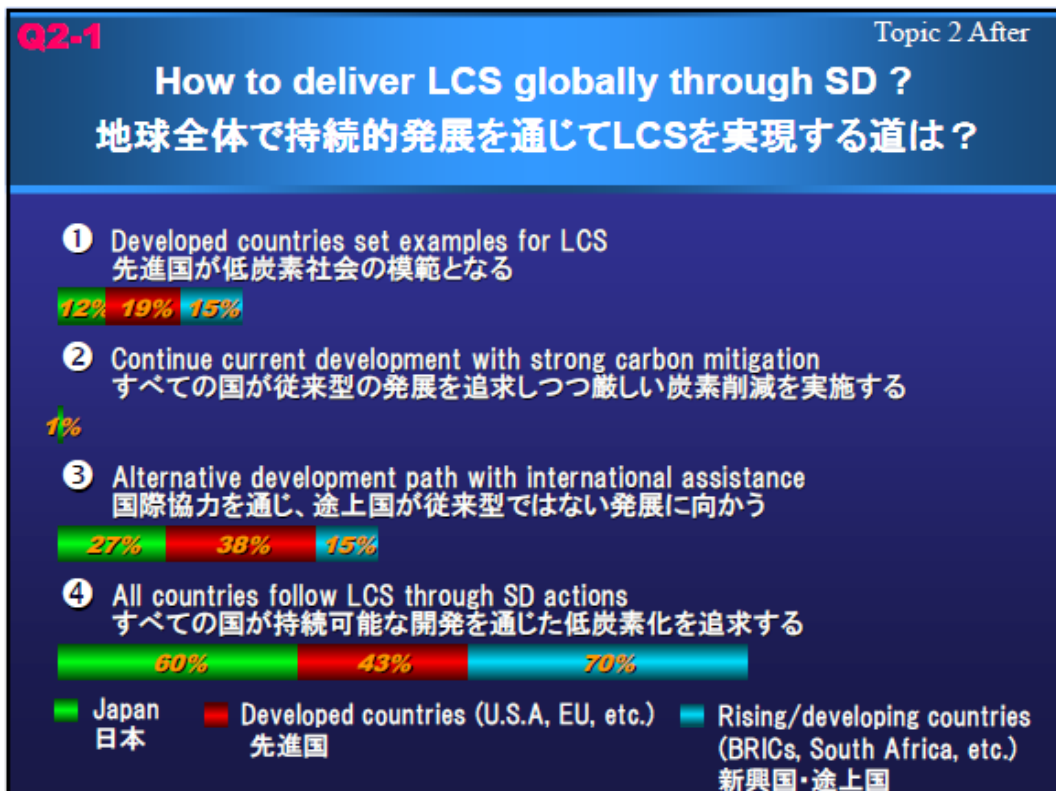 Q2-1
Topic 2 After
How to deliver LCS globally through SD ?
地球全体で持続的発展を通じてLCSを実現する道は？
❶ Developed countries set examples for LCS
先進国が低炭素社会の模範となる
12% 19% 15%
❷ Continue current development with strong carbon mitigation
すべての国が従来型の発展を追求しつつ厳しい炭素削減を実施する
1%
❸ Alternative development path with international assistance
国際協力を通じ、途上国が従来型ではない発展に向かう
27% 38% 15%
❹ All countries follow LCS through SD actions
すべての国が持続可能な開発を通じた低炭素化を追求する
60% 43% 70%
Japan
日本
Developed countries (U.S.A, EU, etc.)
先進国
Rising/developing countries
(BRICs, South Africa, etc.)
新興国・途上国